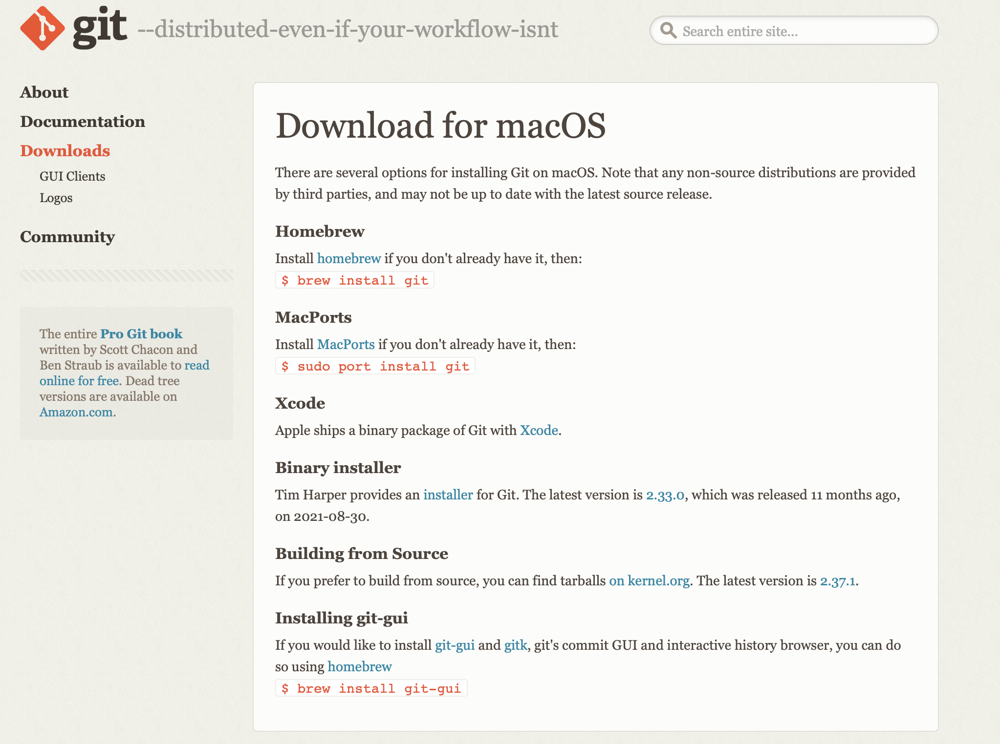 git --distributed-even-if-your-workflow-isnt
Search entire site...
About
Documentation
Downloads
GUI Clients
Logos
Community
The entire Pro Git book
written by Scott Chacon and
Ben Straub is available to read
online for free. Dead tree
versions are available on
Amazon.com.
Download for macOS
There are several options for installing Git on macOS. Note that any non-source distributions are provided
by third parties, and may not be up to date with the latest source release.
Homebrew
Install homebrew if you don't already have it, then:
$ brew install git
MacPorts
Install MacPorts if you don't already have it, then:
$ sudo port install git
Xcode
Apple ships a binary package of Git with Xcode.
Binary installer
Tim Harper provides an installer for Git. The latest version is 2.33.0, which was released 11 months ago,
on 2021-08-30.
Building from Source
If you prefer to build from source, you can find tarballs on kernel.org. The latest version is 2.37.1.
Installing git-gui
If you would like to install git-gui and gitk, git's commit GUI and interactive history browser, you can do
so using homebrew
$ brew install git-gui